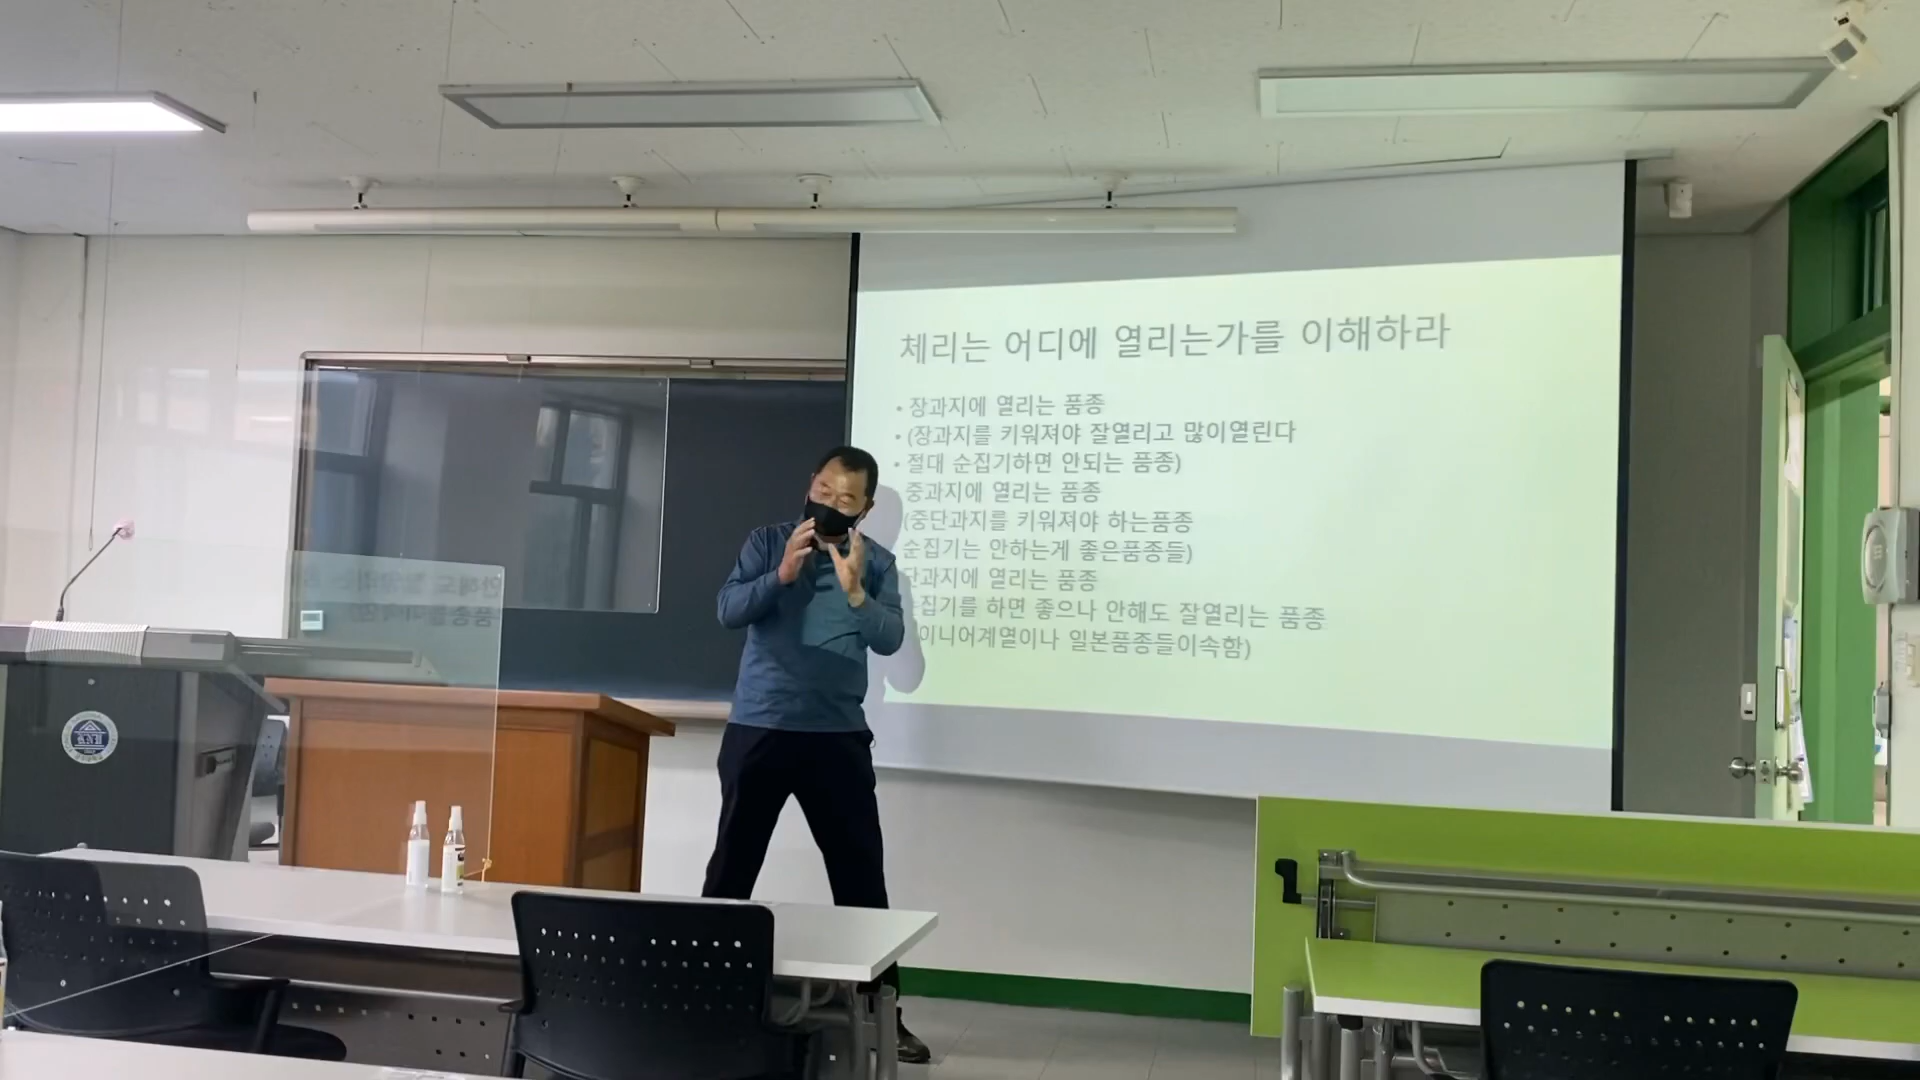 체리는 어디에 열리는가를 이해하라
• 장과지에 열리는 품종
• (장과지를 키워져야 잘열리고 많이열린다
• 절대 순집기하면 안되는 품종)
중과지에 열리는 품종
(중단과지를 키워져야 하는품종
순집기는 안하는게 좋은품종들)
단과지에 열리는 품종
집기를 하면 좋으나 안해도 잘열리는 품종
이니어계열이나 일본품종들이속함)